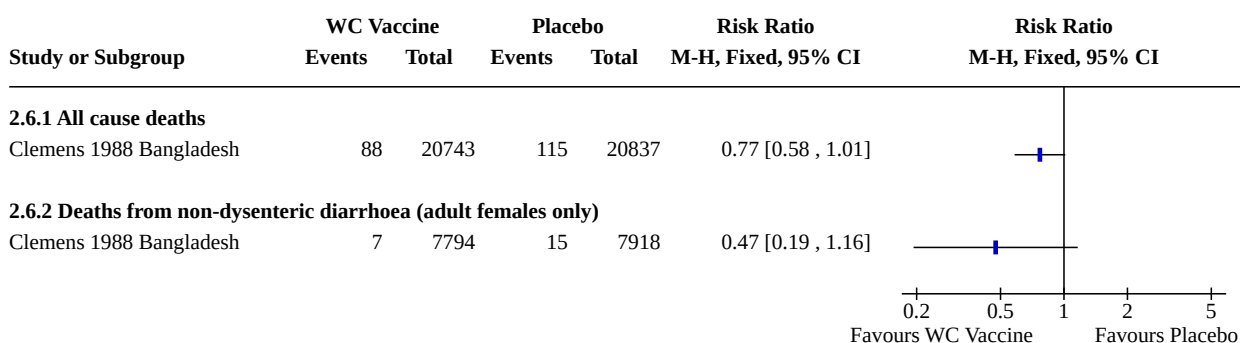 WC Vaccine Placebo Risk Ratio Risk Ratio
Study or Subgroup Events Total Events Total M-H, Fixed, 95% CI M-H, Fixed, 95% CI
2.6.1 All cause deaths
Clemens 1988 Bangladesh 88 20743 115 20837 0.77 [0.58 , 1.01]
2.6.2 Deaths from non-dysenteric diarrhoea (adult females only)
Clemens 1988 Bangladesh 7 7794 15 7918 0.47 [0.19 , 1.16]
0.2 0.5 1 2 5
Favours WC Vaccine Favours Placebo